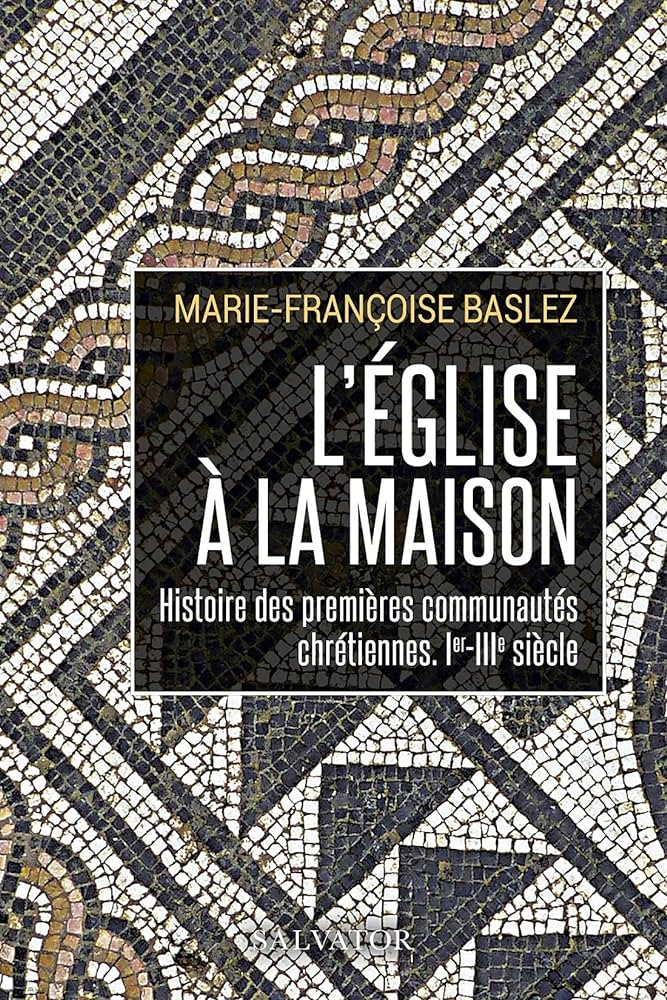 MARIE-FRANÇOISE BASLEZ
L'ÉGLISE
À LA MAISON
Histoire des premières communautés
chrétiennes. Ier-IIIe siècle
SALVATOR